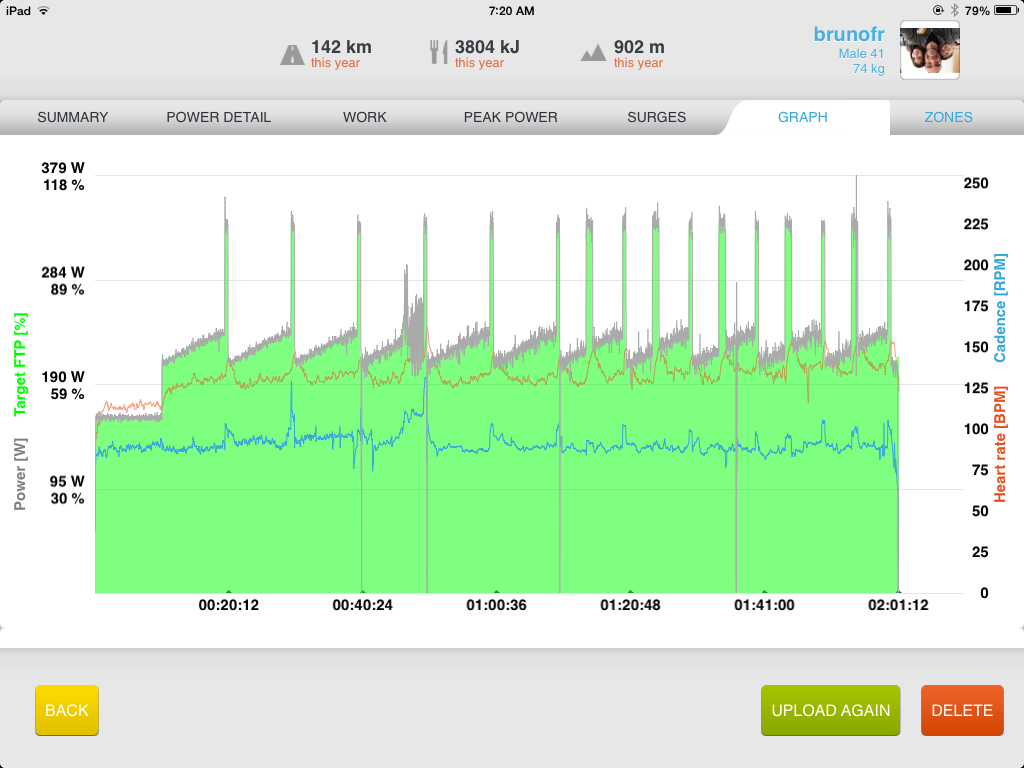 iPad
7:20 AM
79%
142 km
this year
3804 kJ
this year
902 m
this year
brunofr
Male 41
74 kg
SUMMARY
POWER DETAIL
WORK
PEAK POWER
SURGES
GRAPH
ZONES
379 W
118 %
284 W
89 %
190 W
59 %
95 W
30 %
Power [W]
Target FTP [%]
250
225
200
175
150
125
100
75
50
25
0
Heart rate [BPM]
Cadence [RPM]
00:20:12
00:40:24
01:00:36
01:20:48
01:41:00
02:01:12
BACK
UPLOAD AGAIN
DELETE